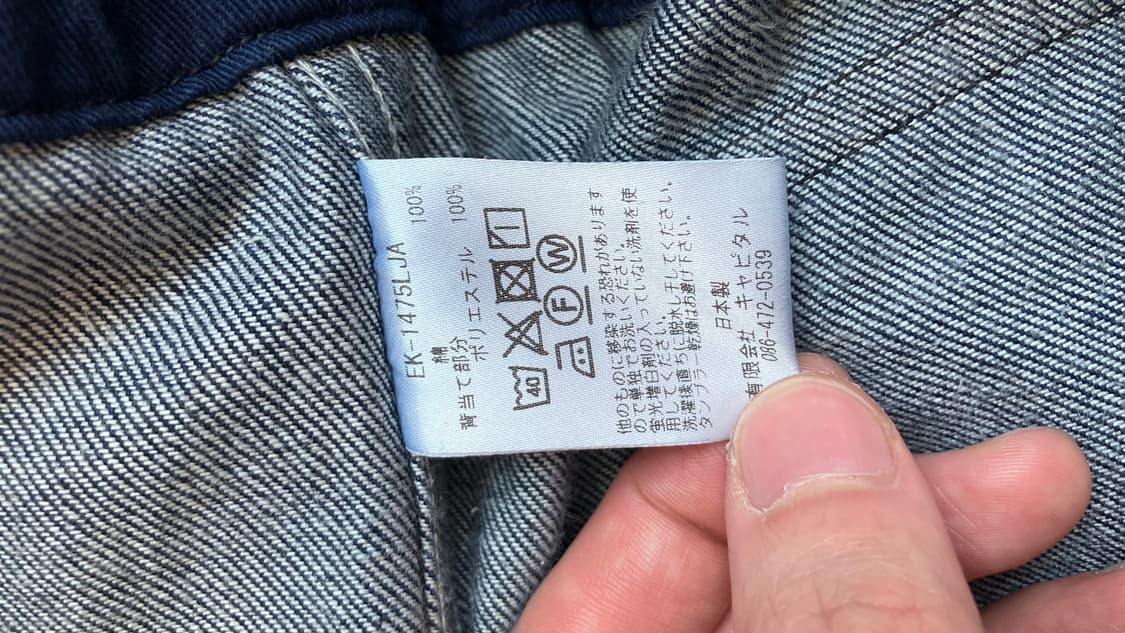 EK-1475LJA
綿 100%
背当て部分
ポリエステル 100%
40
F W
他のものに移染する恐れがあります
ので単独でお洗いください。
蛍光増白剤の入っていない洗剤を使
用してください。
洗濯後直ちに脱水し干してください。
タンブラー乾燥はお避け下さい。
日本製
有限会社 キャピタル
086-472-0539